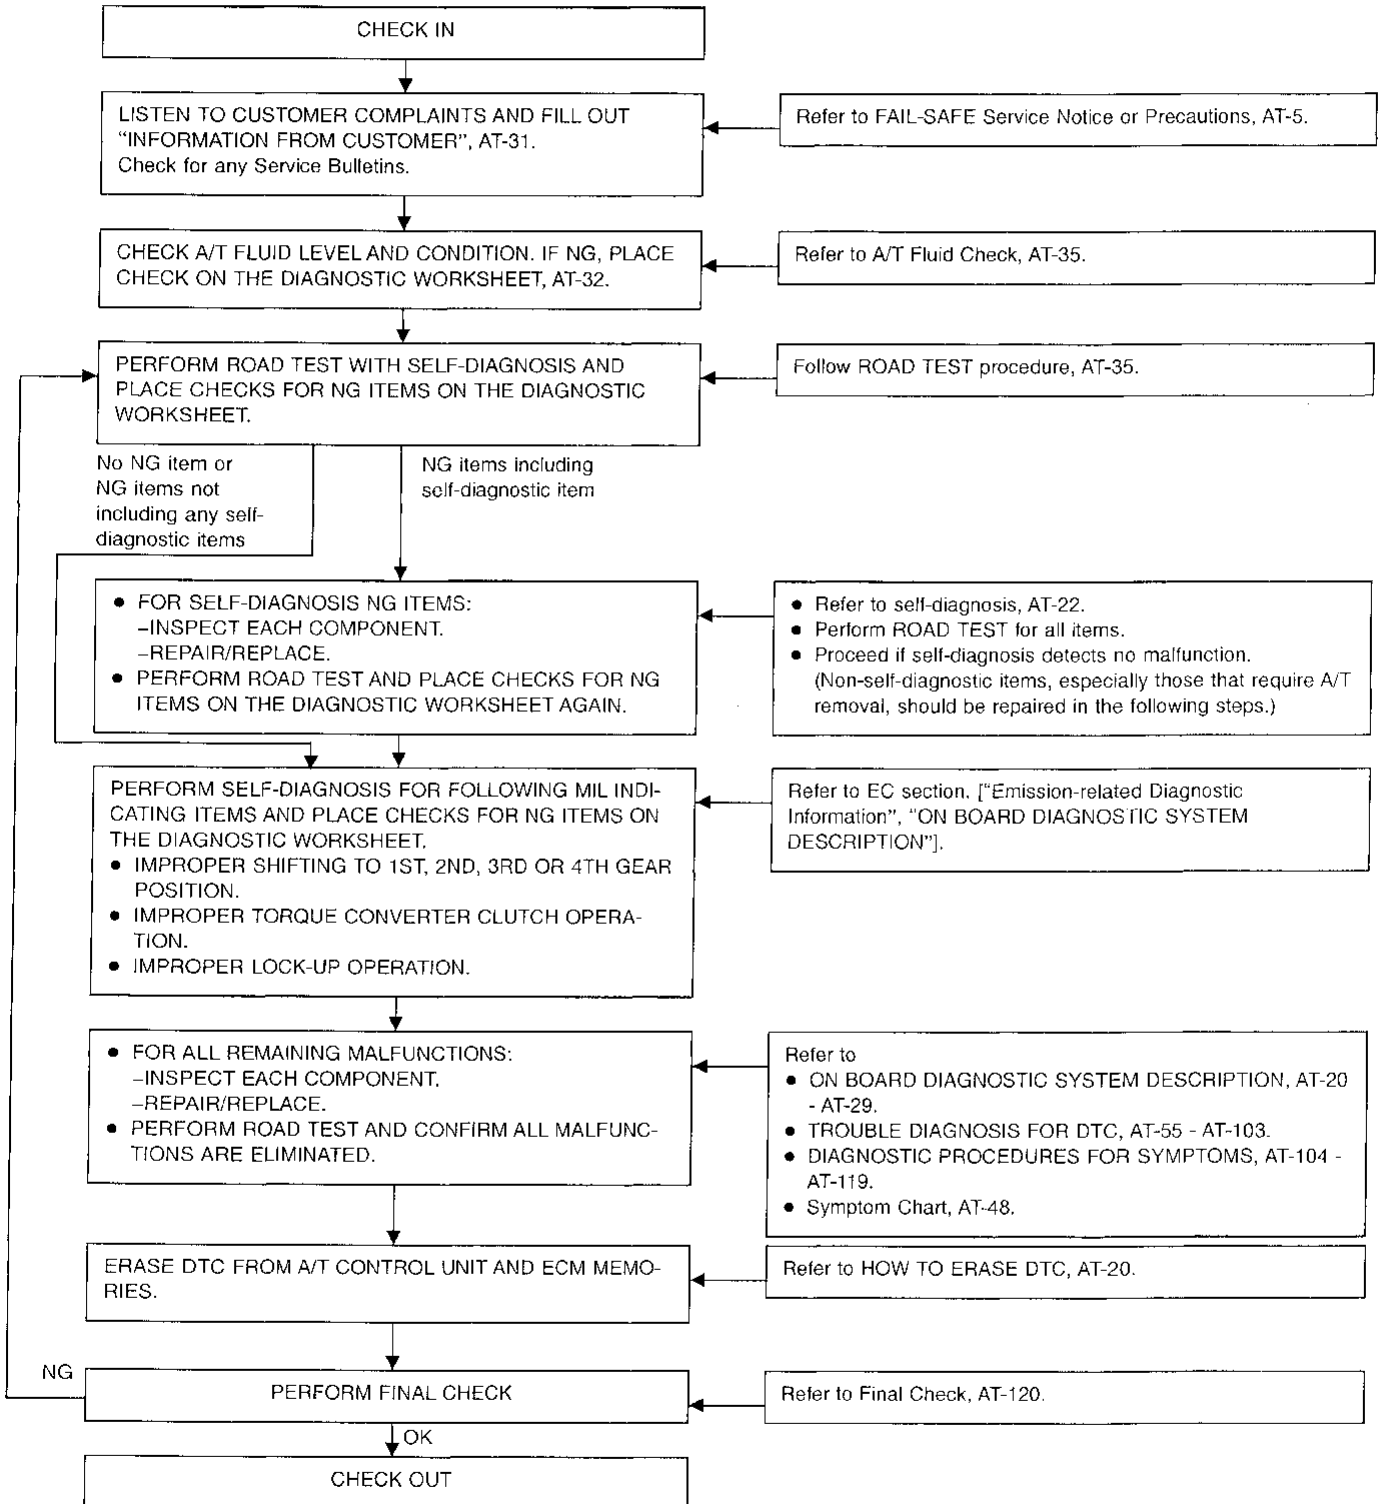 CHECK IN
LISTEN TO CUSTOMER COMPLAINTS AND FILL OUT
"INFORMATION FROM CUSTOMER", AT-31.
Check for any Service Bulletins.
Refer to FAIL-SAFE Service Notice or Precautions, AT-5.
CHECK A/T FLUID LEVEL AND CONDITION. IF NG, PLACE
CHECK ON THE DIAGNOSTIC WORKSHEET, AT-32.
Refer to A/T Fluid Check, AT-35.
PERFORM ROAD TEST WITH SELF-DIAGNOSIS AND
PLACE CHECKS FOR NG ITEMS ON THE DIAGNOSTIC
WORKSHEET.
Follow ROAD TEST procedure, AT-35.
No NG item or
NG items not
including any self-
diagnostic items
NG items including
self-diagnostic item
● FOR SELF-DIAGNOSIS NG ITEMS:
–INSPECT EACH COMPONENT.
–REPAIR/REPLACE.
● PERFORM ROAD TEST AND PLACE CHECKS FOR NG
ITEMS ON THE DIAGNOSTIC WORKSHEET AGAIN.
● Refer to self-diagnosis, AT-22.
● Perform ROAD TEST for all items.
● Proceed if self-diagnosis detects no malfunction.
(Non-self-diagnostic items, especially those that require A/T
removal, should be repaired in the following steps.)
PERFORM SELF-DIAGNOSIS FOR FOLLOWING MIL INDI-
CATING ITEMS AND PLACE CHECKS FOR NG ITEMS ON
THE DIAGNOSTIC WORKSHEET.
● IMPROPER SHIFTING TO 1ST, 2ND, 3RD OR 4TH GEAR
POSITION.
● IMPROPER TORQUE CONVERTER CLUTCH OPERA-
TION.
● IMPROPER LOCK-UP OPERATION.
Refer to EC section. ["Emission-related Diagnostic
Information", "ON BOARD DIAGNOSTIC SYSTEM
DESCRIPTION"].
● FOR ALL REMAINING MALFUNCTIONS:
–INSPECT EACH COMPONENT.
–REPAIR/REPLACE.
● PERFORM ROAD TEST AND CONFIRM ALL MALFUNC-
TIONS ARE ELIMINATED.
Refer to
● ON BOARD DIAGNOSTIC SYSTEM DESCRIPTION, AT-20
- AT-29.
● TROUBLE DIAGNOSIS FOR DTC, AT-55 - AT-103.
● DIAGNOSTIC PROCEDURES FOR SYMPTOMS, AT-104 -
AT-119.
● Symptom Chart, AT-48.
ERASE DTC FROM A/T CONTROL UNIT AND ECM MEMO-
RIES.
Refer to HOW TO ERASE DTC, AT-20.
NG
PERFORM FINAL CHECK
Refer to Final Check, AT-120.
OK
CHECK OUT